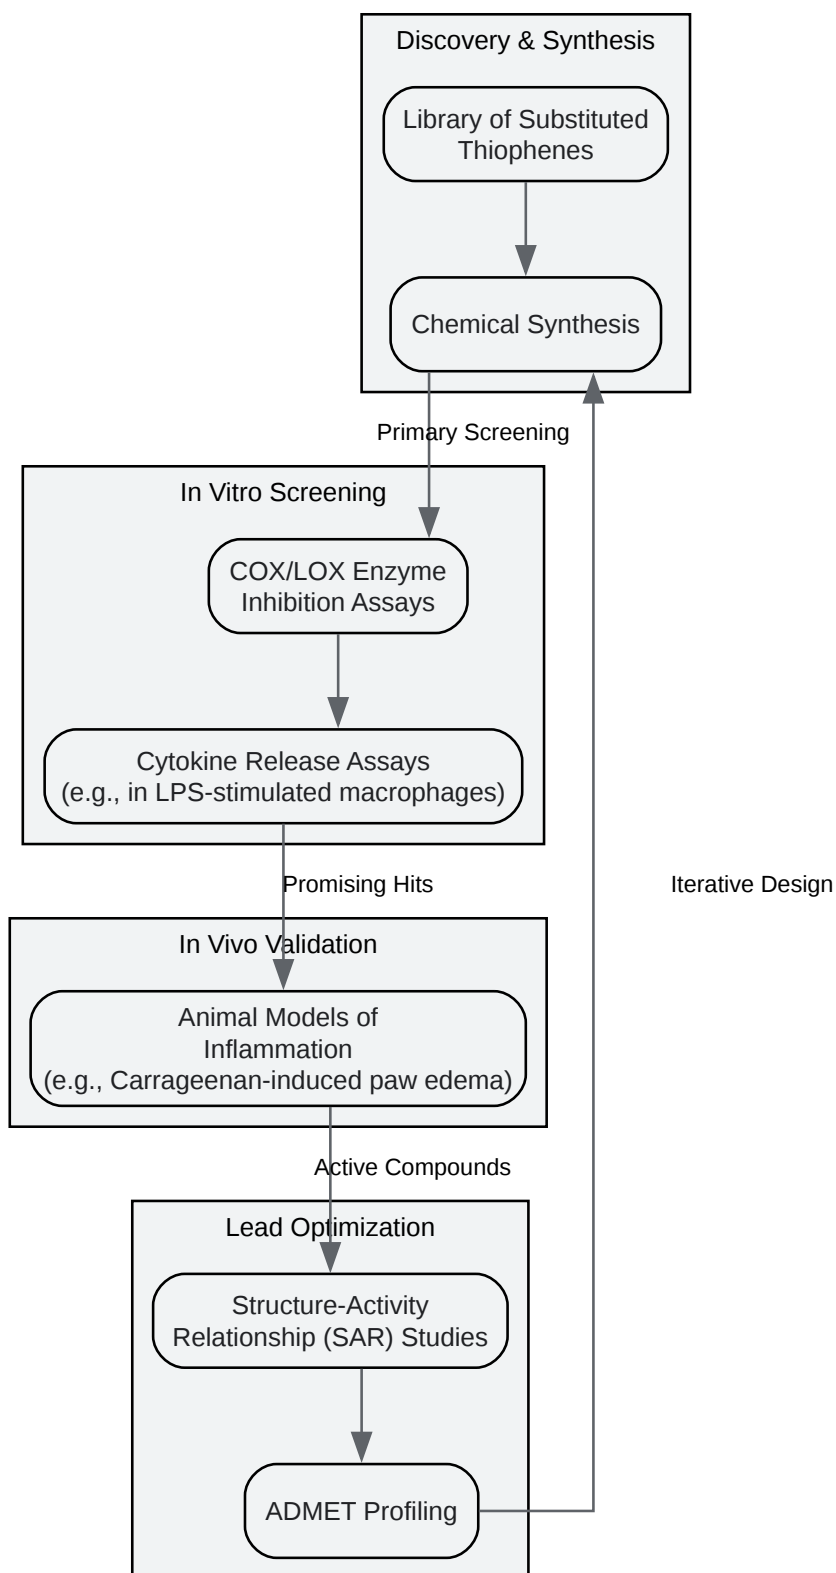 Discovery & Synthesis
Library of Substituted
Thiophenes
Chemical Synthesis
Primary Screening
In Vitro Screening
COX/LOX Enzyme
Inhibition Assays
Cytokine Release Assays
(e.g., in LPS-stimulated macrophages)
Promising Hits
Iterative Design
In Vivo Validation
Animal Models of
Inflammation
(e.g., Carrageenan-induced paw edema)
Active Compounds
Lead Optimization
Structure-Activity
Relationship (SAR) Studies
ADMET Profiling